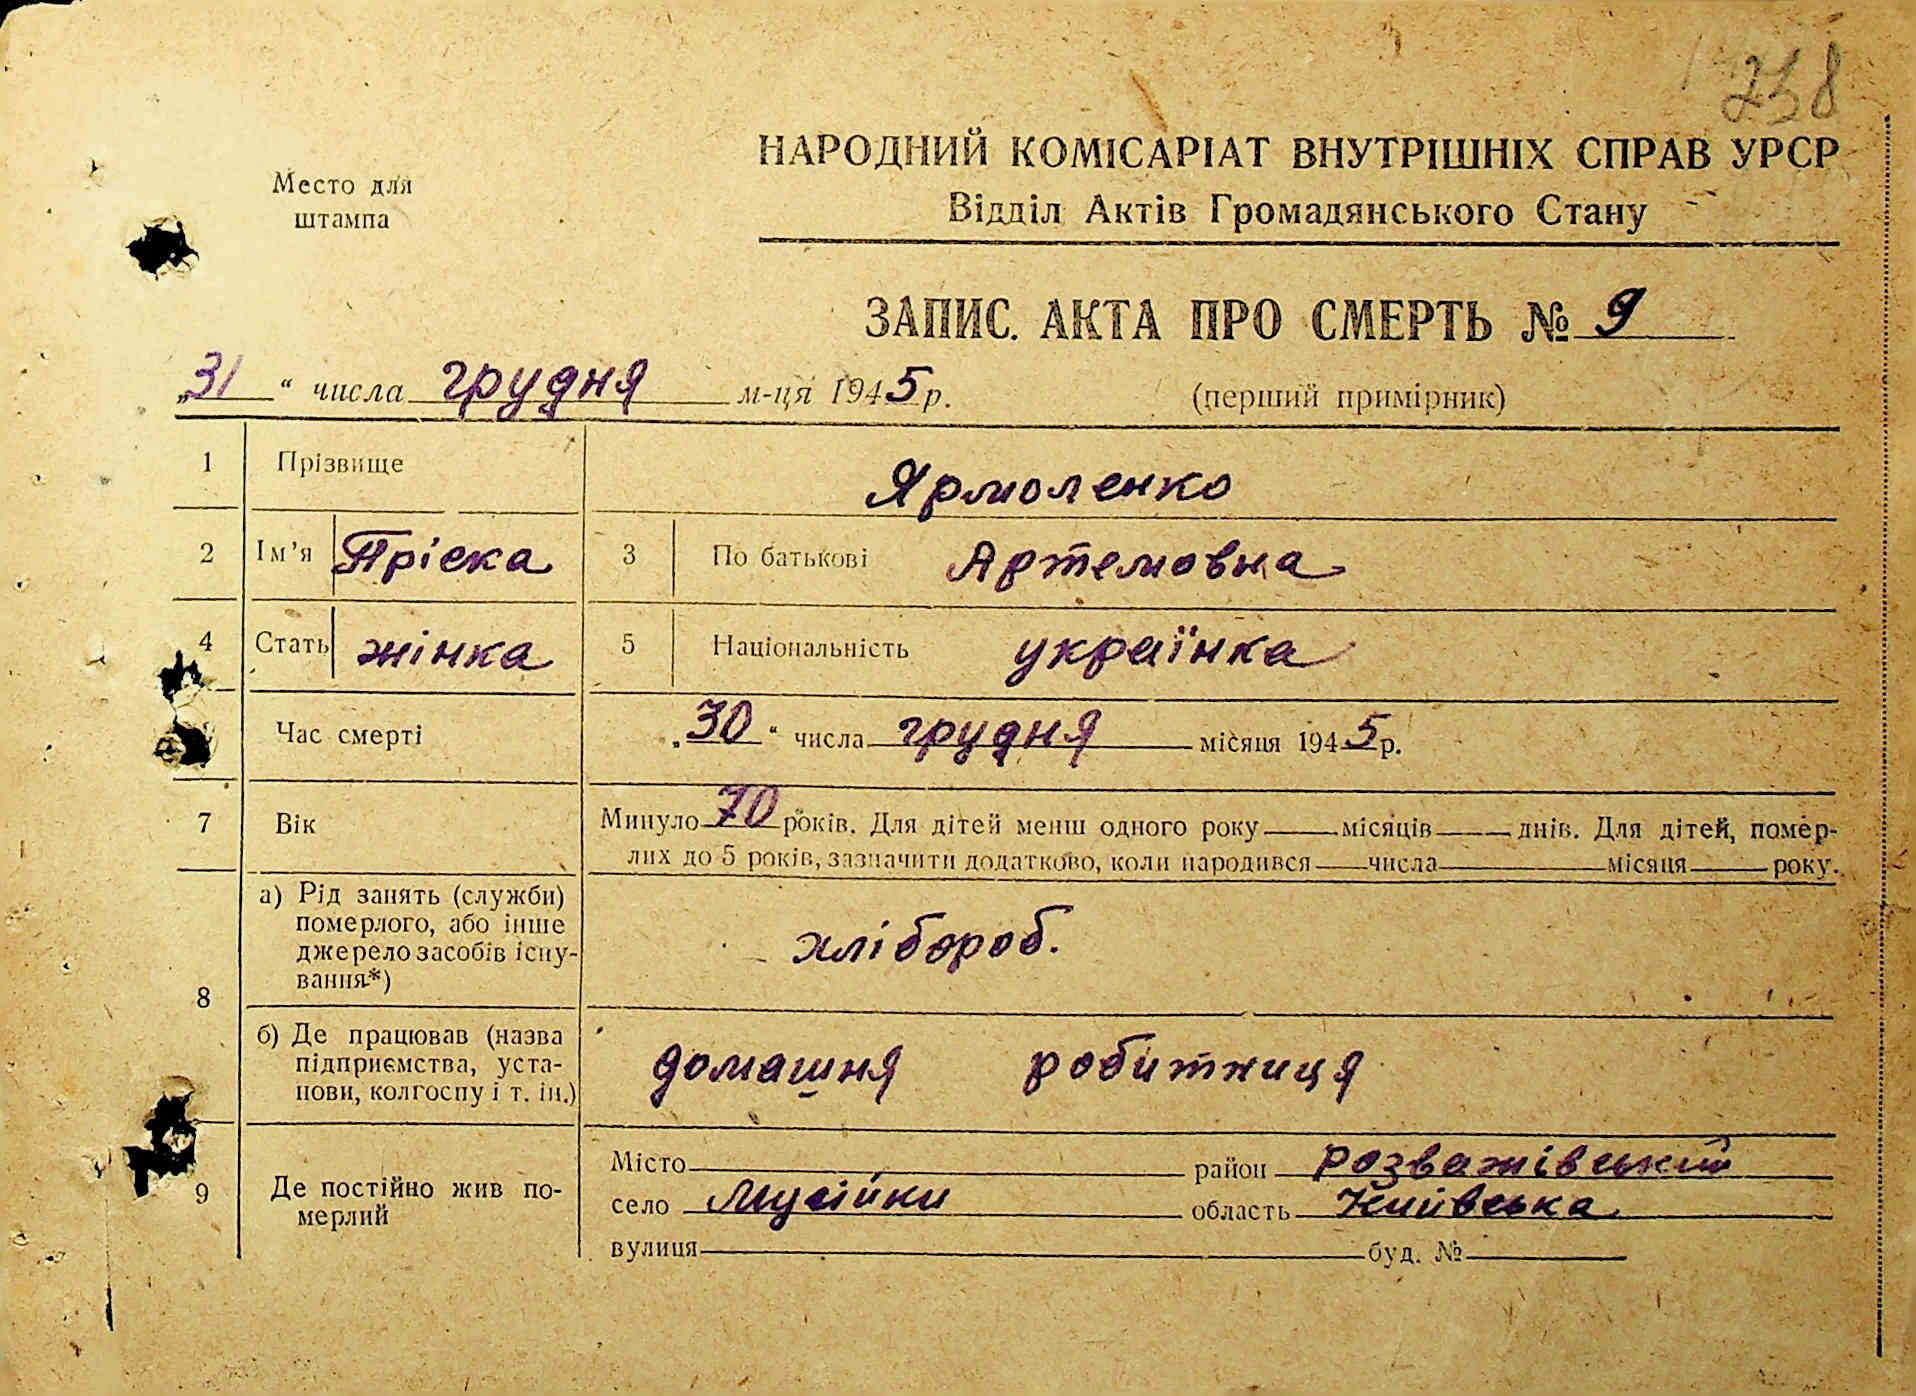 238
Место для
штампа
НАРОДНИЙ КОМІСАРІАТ ВНУТРІШНІХ СПРАВ УРСР
Відділ Актів Громадянського Стану
ЗАПИС. АКТА ПРО СМЕРТЬ № 9
„31“ числа грудня м-ця 1945 р. (перший примірник)
1 Прізвище Ярмоленко
2 Ім’я Пріска 3 По батькові Артемовна
4 Стать жінка 5 Національність українка
Час смерті „30“ числа грудня місяця 1945 р.
7 Вік Минуло 70 років. Для дітей менш одного року місяців днів. Для дітей, помер-
лих до 5 років, зазначити додатково, коли народився числа місяця року.
8 а) Рід занять (служби)
померлого, або інше
джерело засобів існу-
вання*) хлібороб.
б) Де працював (назва
підприємства, уста-
нови, колгоспу і т. ін.) домашня робитниця
9 Де постійно жив по-
мерлий
Місто район Розважівський
село Мусійки область Київська
вулиця буд. №